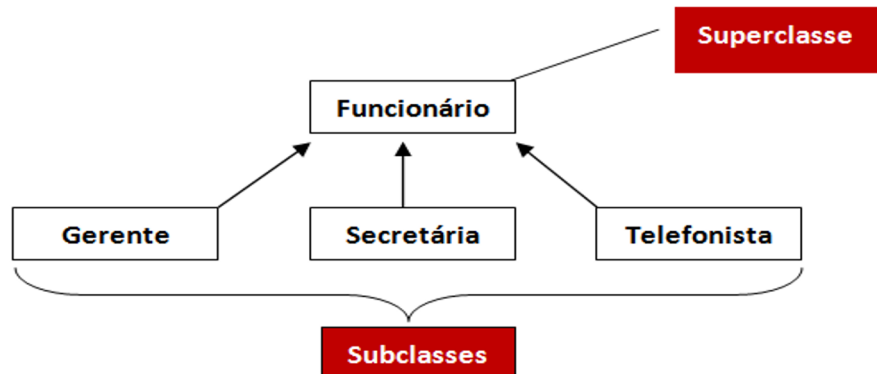 Superclasse
Funcionário
Gerente
Secretária
Telefonista
Subclasses